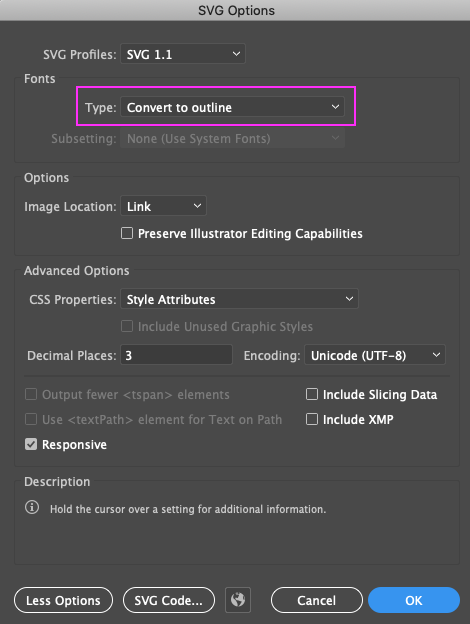 SVG Options
SVG Profiles: SVG 1.1
Fonts
Type: Convert to outline
Subsetting: None (Use System Fonts)
Options
Image Location: Link
Preserve Illustrator Editing Capabilities
Advanced Options
CSS Properties: Style Attributes
Include Unused Graphic Styles
Decimal Places: 3 Encoding: Unicode (UTF-8)
Output fewer <tspan> elements Include Slicing Data
Use <textPath> element for Text on Path Include XMP
Responsive
Description
Hold the cursor over a setting for additional information.
Less Options SVG Code... Cancel OK